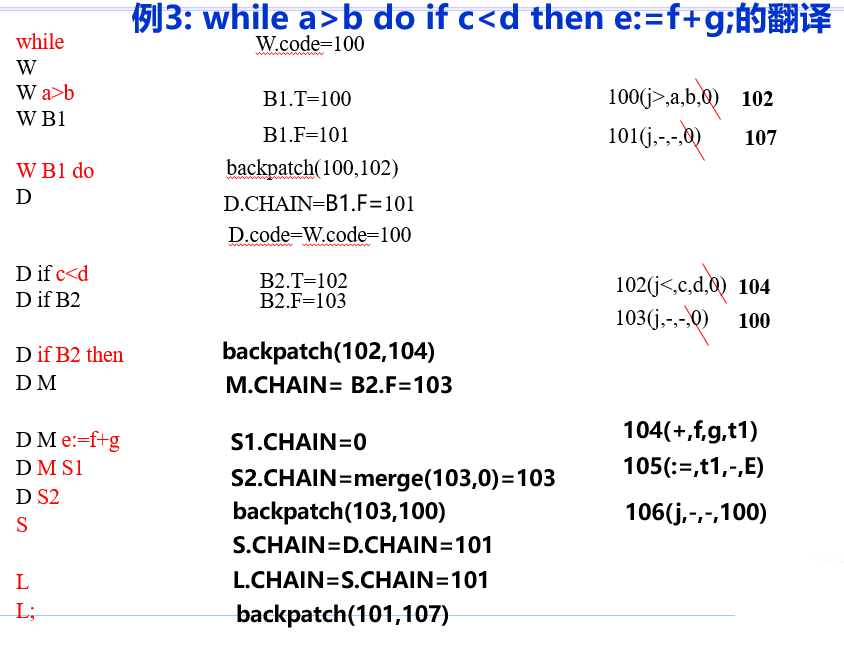 例3: while a>b do if c<d then e:=f+g;的翻译
while W.code=100
W
W a>b B1.T=100 100(j>,a,b,0) 102
W B1 B1.F=101 101(j,-,-,0) 107
W B1 do backpatch(100,102)
D D.CHAIN=B1.F=101
D.code=W.code=100
D if c<d B2.T=102 102(j<,c,d,0) 104
D if B2 B2.F=103 103(j,-,-,0) 100
D if B2 then backpatch(102,104)
D M M.CHAIN= B2.F=103
D M e:=f+g S1.CHAIN=0 104(+,f,g,t1)
D M S1 S2.CHAIN=merge(103,0)=103 105(:=,t1,-,E)
D S2 backpatch(103,100) 106(j,-,-,100)
S S.CHAIN=D.CHAIN=101
L L.CHAIN=S.CHAIN=101
L; backpatch(101,107)